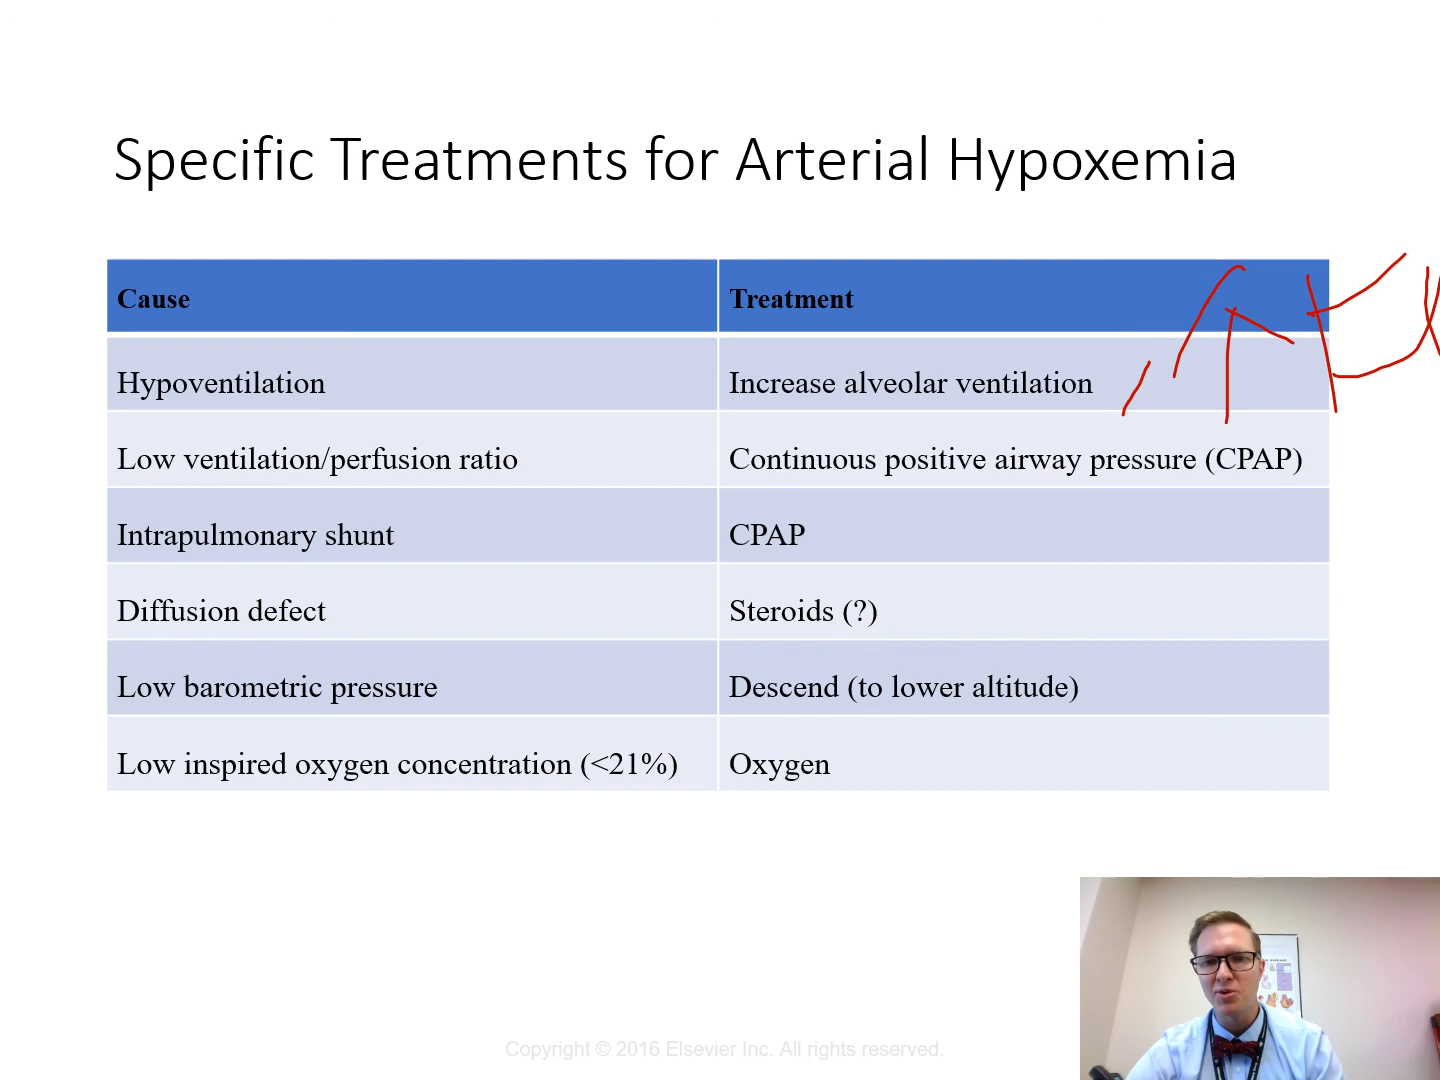 Specific Treatments for Arterial Hypoxemia
Cause Treatment
Hypoventilation Increase alveolar ventilation
Low ventilation/perfusion ratio Continuous positive airway pressure (CPAP)
Intrapulmonary shunt CPAP
Diffusion defect Steroids (?)
Low barometric pressure Descend (to lower altitude)
Low inspired oxygen concentration (<21%) Oxygen
Copyright © 2016 Elsevier Inc. All rights reserved.